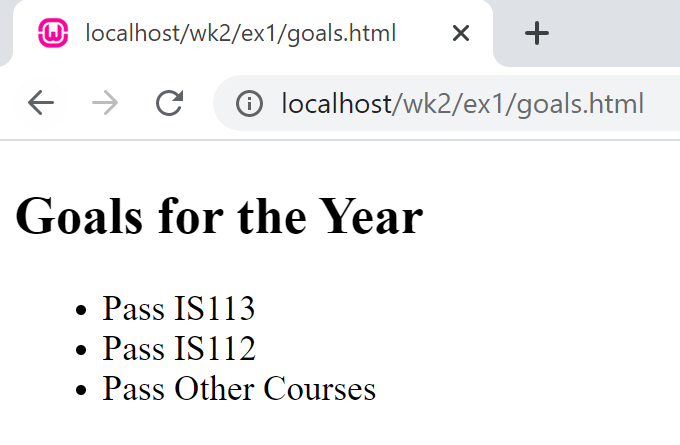 localhost/wk2/ex1/goals.html
localhost/wk2/ex1/goals.html
Goals for the Year
Pass IS113
Pass IS112
Pass Other Courses